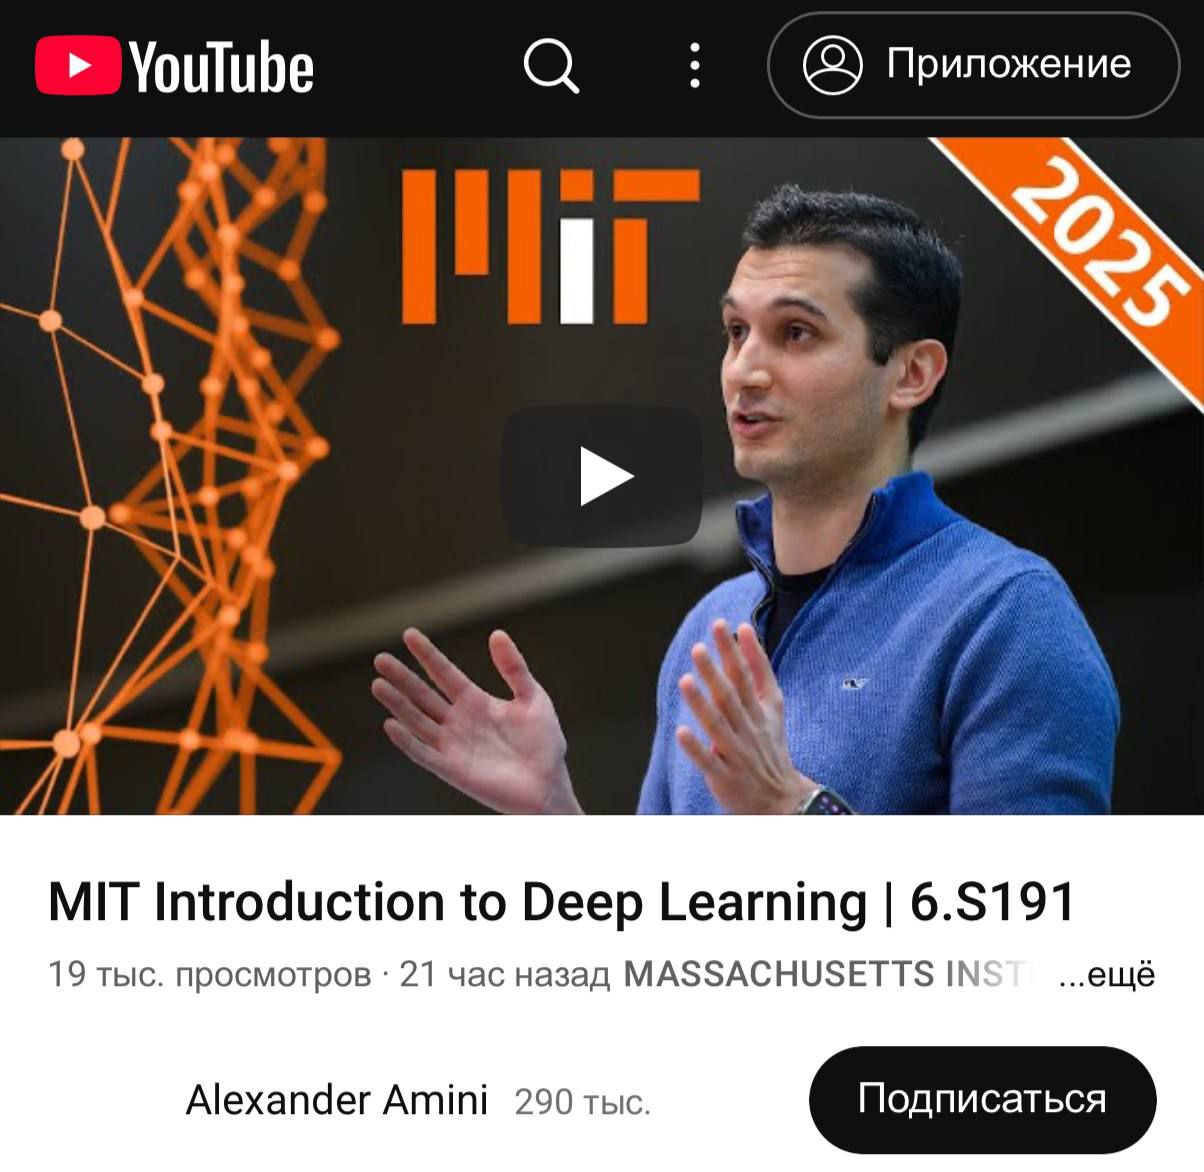 YouTube
Приложение
MiT
2025
MIT Introduction to Deep Learning | 6.S191
19 тыс. просмотров · 21 час назад MASSACHUSETTS INST ...ещё
Alexander Amini 290 тыс.
Подписаться